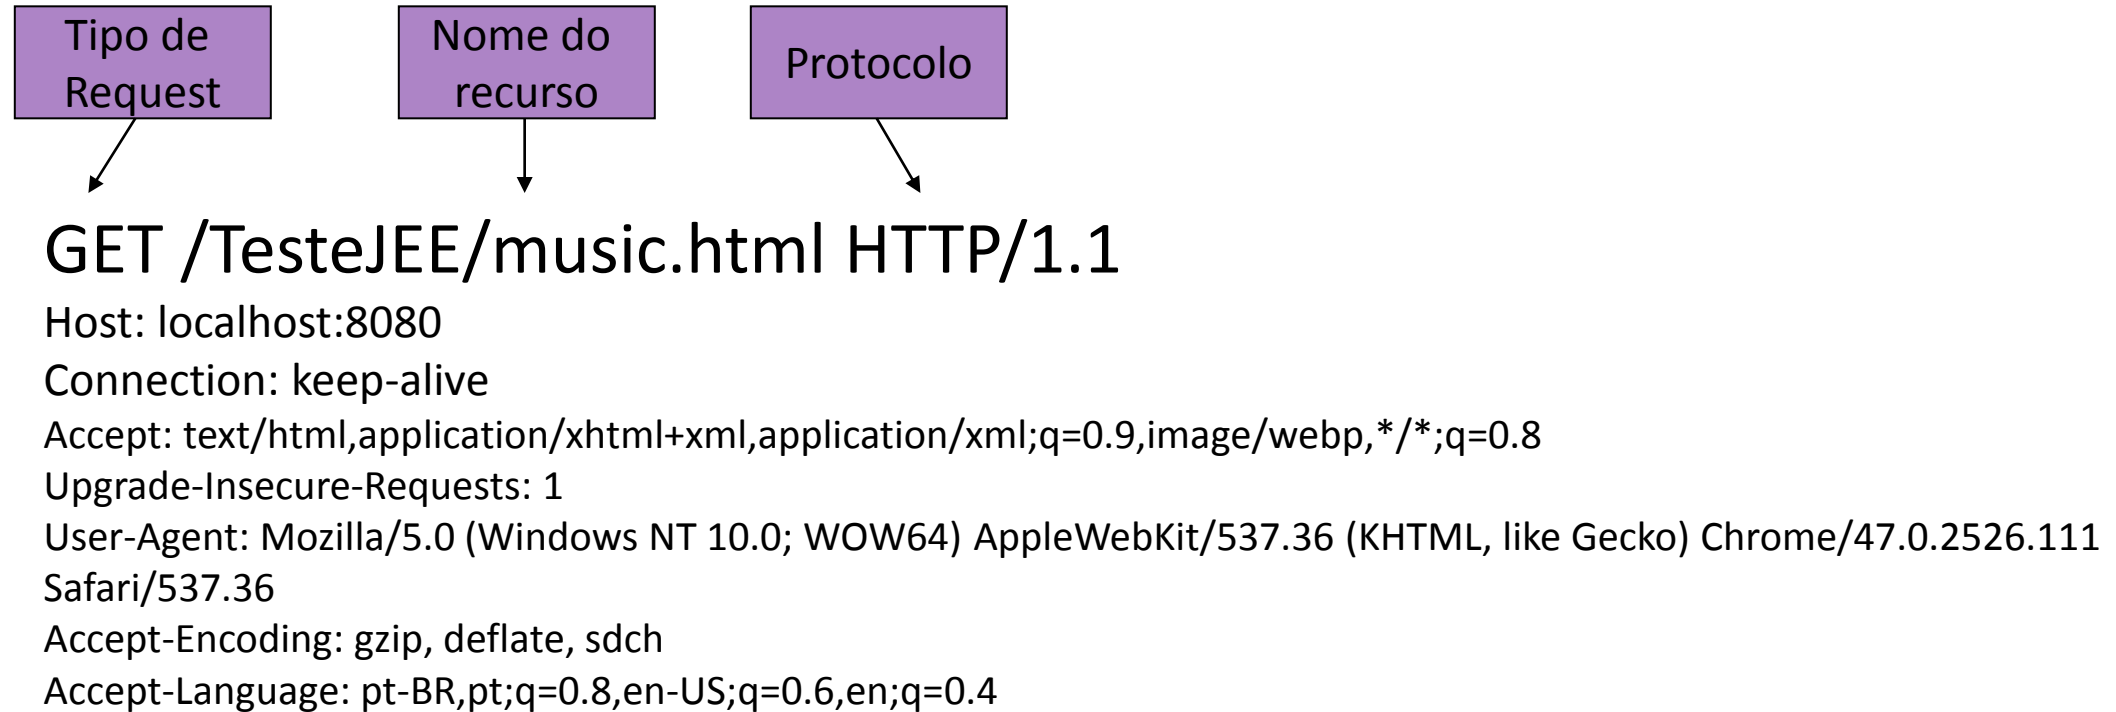 Tipo de
Request
Nome do
recurso
Protocolo
GET /TesteJEE/music.html HTTP/1.1
Host: localhost:8080
Connection: keep-alive
Accept: text/html,application/xhtml+xml,application/xml;q=0.9,image/webp,*/*;q=0.8
Upgrade-Insecure-Requests: 1
User-Agent: Mozilla/5.0 (Windows NT 10.0; WOW64) AppleWebKit/537.36 (KHTML, like Gecko) Chrome/47.0.2526.111
Safari/537.36
Accept-Encoding: gzip, deflate, sdch
Accept-Language: pt-BR,pt;q=0.8,en-US;q=0.6,en;q=0.4